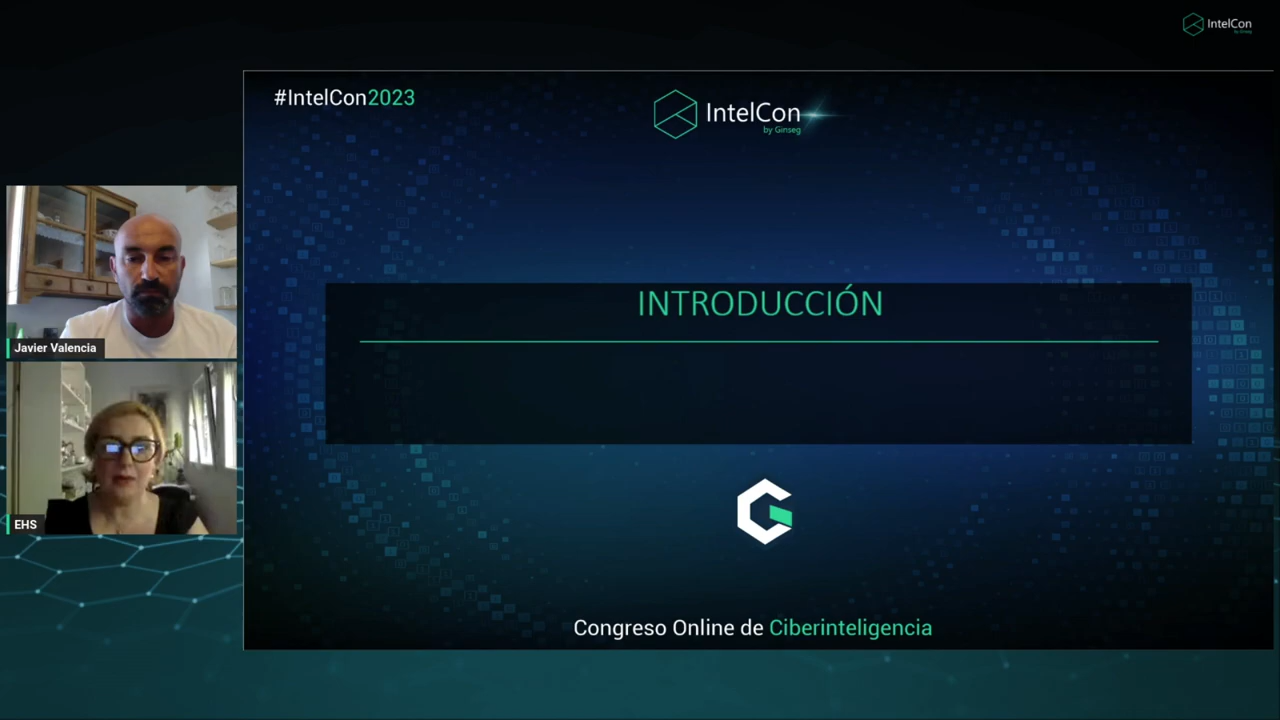 IntelCon
by Ginseg
#IntelCon2023
IntelCon
by Ginseg
INTRODUCCIÓN
Javier Valencia
EHS
Congreso Online de Ciberinteligencia